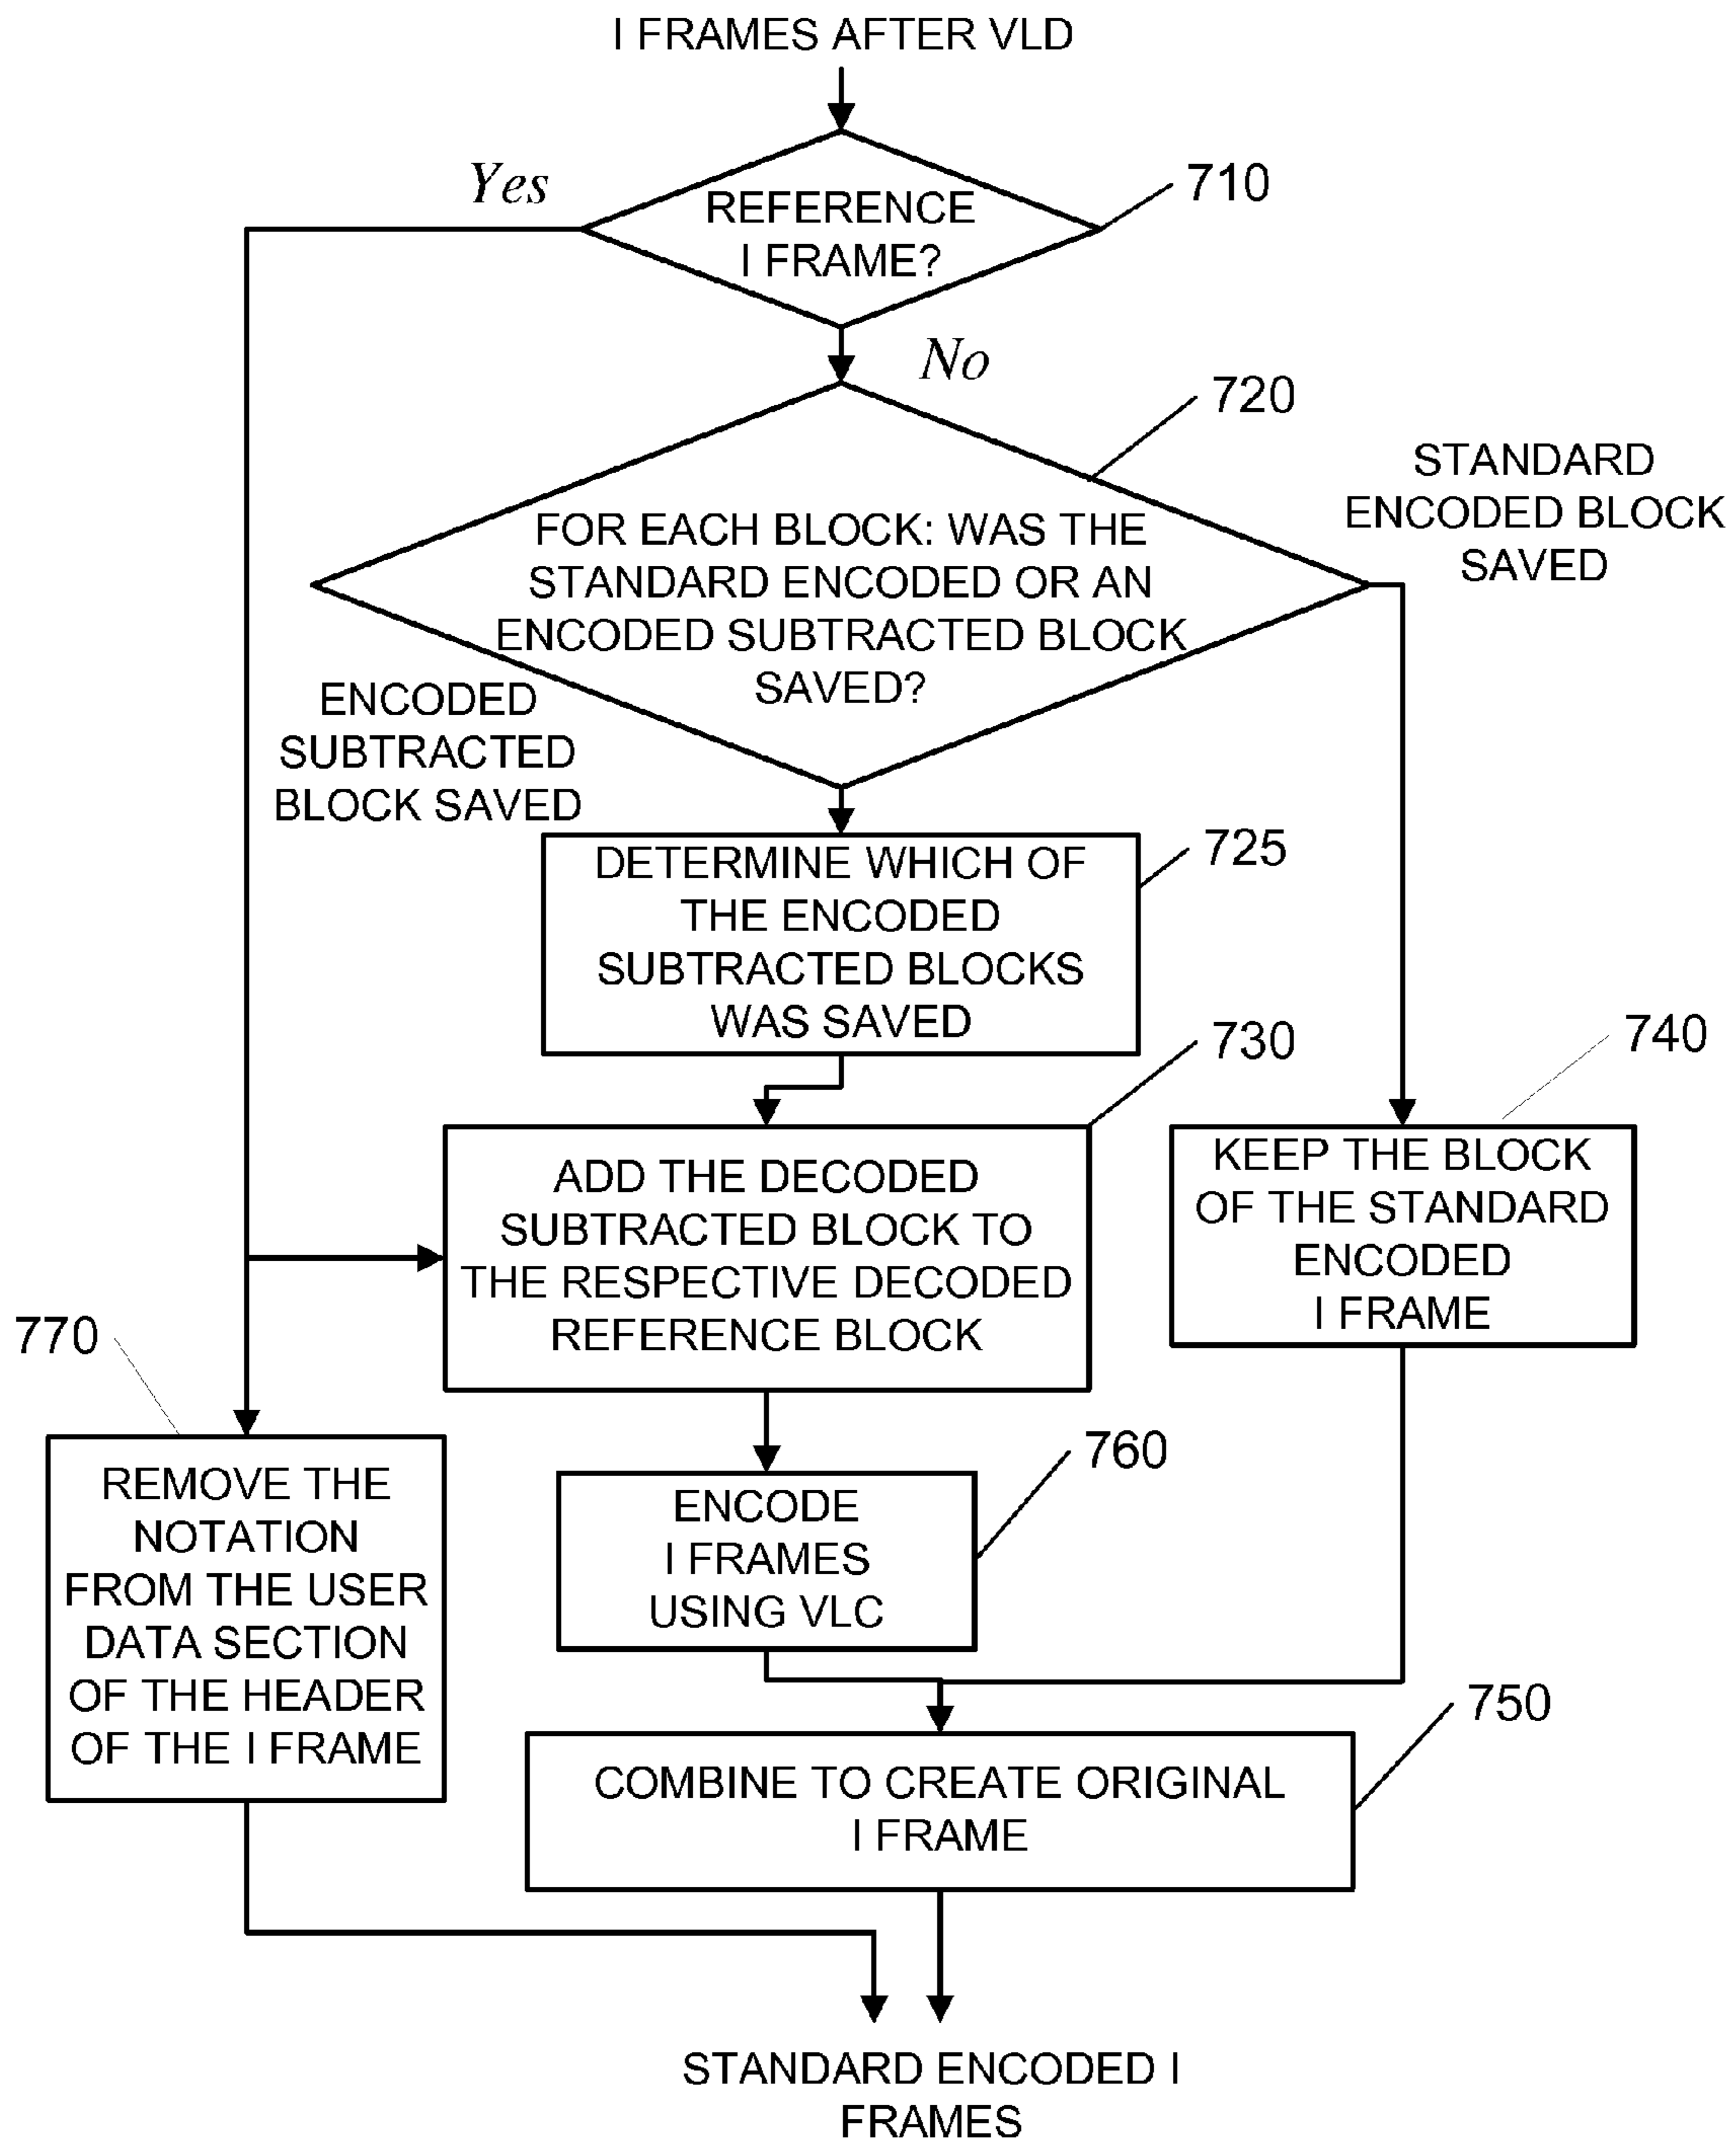 I FRAMES AFTER VLD
Yes
710
REFERENCE
I FRAME?
No
720
STANDARD
ENCODED BLOCK
SAVED
FOR EACH BLOCK: WAS THE
STANDARD ENCODED OR AN
ENCODED SUBTRACTED BLOCK
SAVED?
ENCODED
SUBTRACTED
BLOCK SAVED
725
DETERMINE WHICH OF
THE ENCODED
SUBTRACTED BLOCKS
WAS SAVED
730
740
ADD THE DECODED
SUBTRACTED BLOCK TO
THE RESPECTIVE DECODED
REFERENCE BLOCK
KEEP THE BLOCK
OF THE STANDARD
ENCODED
I FRAME
770
REMOVE THE
NOTATION
FROM THE USER
DATA SECTION
OF THE HEADER
OF THE I FRAME
760
ENCODE
I FRAMES
USING VLC
750
COMBINE TO CREATE ORIGINAL
I FRAME
STANDARD ENCODED I
FRAMES